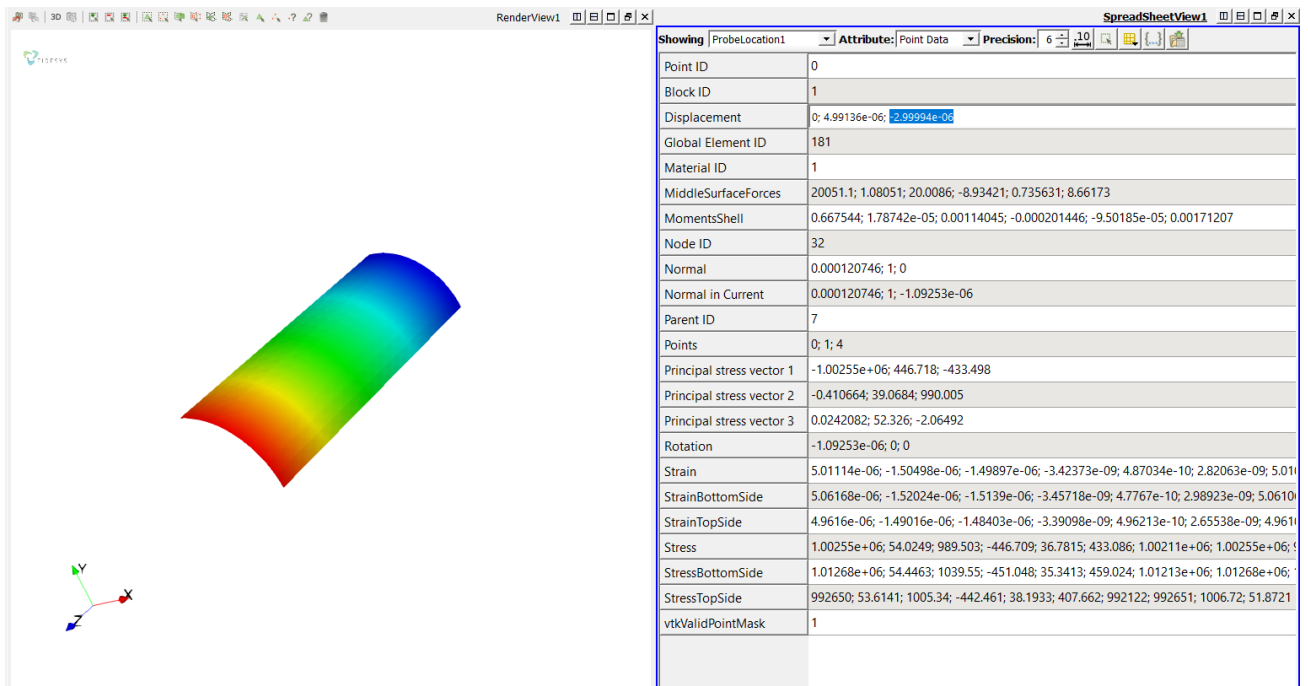 3D
RenderView1
SpreadSheetView1
Showing ProbeLocation1 Attribute: Point Data Precision: 6 .10 {...}
Point ID 0
Block ID 1
Displacement 0; 4.99136e-06; -2.99994e-06
Global Element ID 181
Material ID 1
MiddleSurfaceForces 20051.1; 1.08051; 20.0086; -8.93421; 0.735631; 8.66173
MomentsShell 0.667544; 1.78742e-05; 0.00114045; -0.000201446; -9.50185e-05; 0.00171207
Node ID 32
Normal 0.000120746; 1; 0
Normal in Current 0.000120746; 1; -1.09253e-06
Parent ID 7
Points 0; 1; 4
Principal stress vector 1 -1.00255e+06; 446.718; -433.498
Principal stress vector 2 -0.410664; 39.0684; 990.005
Principal stress vector 3 0.0242082; 52.326; -2.06492
Rotation -1.09253e-06; 0; 0
Strain 5.01114e-06; -1.50498e-06; -1.49897e-06; -3.42373e-09; 4.87034e-10; 2.82063e-09; 5.01
StrainBottomSide 5.06168e-06; -1.52024e-06; -1.5139e-06; -3.45718e-09; 4.7767e-10; 2.98923e-09; 5.0610
StrainTopSide 4.9616e-06; -1.49016e-06; -1.48403e-06; -3.39098e-09; 4.96213e-10; 2.65538e-09; 4.961
Stress 1.00255e+06; 54.0249; 989.503; -446.709; 36.7815; 433.086; 1.00211e+06; 1.00255e+06;
StressBottomSide 1.01268e+06; 54.4463; 1039.55; -451.048; 35.3413; 459.024; 1.01213e+06; 1.01268e+06;
StressTopSide 992650; 53.6141; 1005.34; -442.461; 38.1933; 407.662; 992122; 992651; 1006.72; 51.8721
vtkValidPointMask 1
Y
X
Z